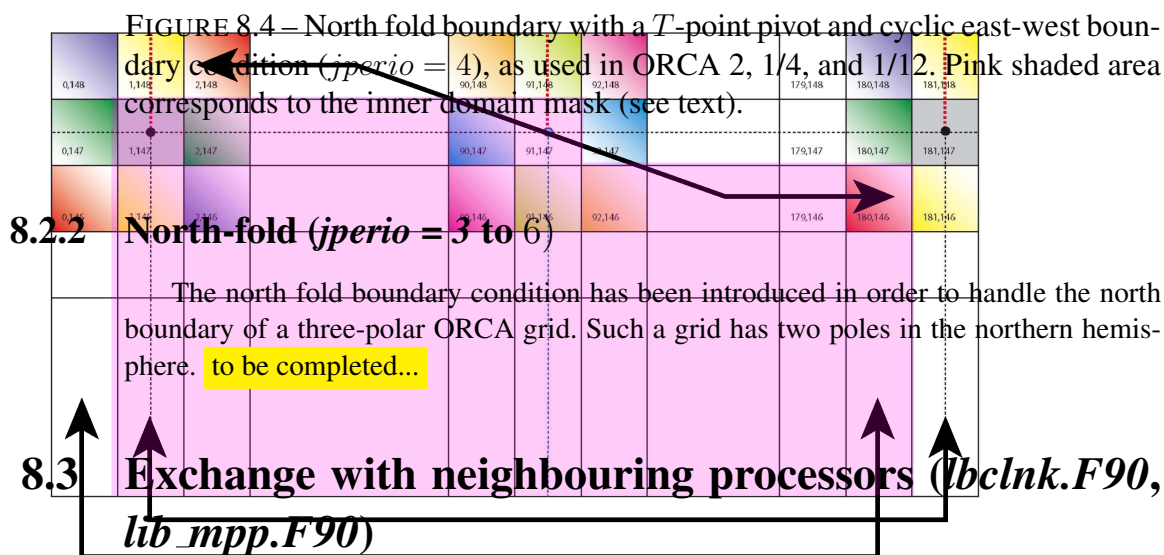 FIGURE 8.4 – North fold boundary with a T-point pivot and cyclic east-west boun-
dary condition (jperio = 4), as used in ORCA 2, 1/4, and 1/12. Pink shaded area
corresponds to the inner domain mask (see text).
0,148 1,148 2,148 90,148 91,148 92,148 179,148 180,148 181,148
0,147 1,147 2,147 90,147 91,147 92,147 179,147 180,147 181,147
0,146 1,146 2,146 90,146 91,146 92,146 179,146 180,146 181,146
8.2.2 North-fold (jperio = 3 to 6)
The north fold boundary condition has been introduced in order to handle the north
boundary of a three-polar ORCA grid. Such a grid has two poles in the northern hemis-
phere. to be completed...
8.3 Exchange with neighbouring processors (lbclnk.F90,
lib_mpp.F90)